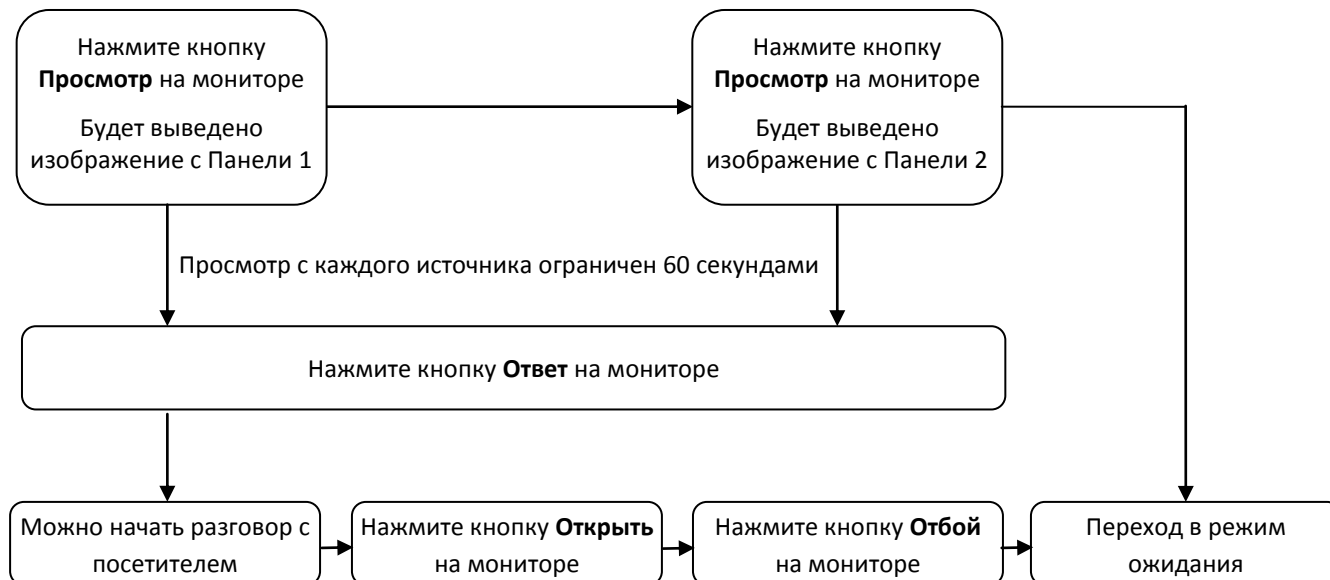 Нажмите кнопку
Просмотр на мониторе
Будет выведено
изображение с Панели 1
Нажмите кнопку
Просмотр на мониторе
Будет выведено
изображение с Панели 2
Просмотр с каждого источника ограничен 60 секундами
Нажмите кнопку Ответ на мониторе
Можно начать разговор с
посетителем
Нажмите кнопку Открыть
на мониторе
Нажмите кнопку Отбой
на мониторе
Переход в режим
ожидания